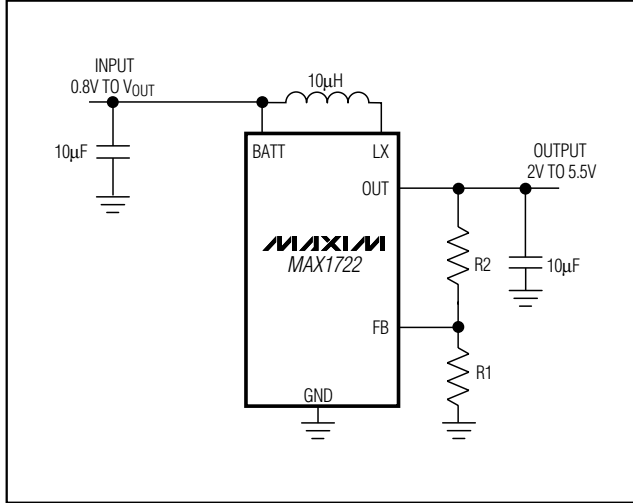 INPUT
0.8V TO VOUT
10µH
10µF
BATT
LX
OUT
OUTPUT
2V TO 5.5V
MAXIM
MAX1722
R2
10µF
FB
R1
GND